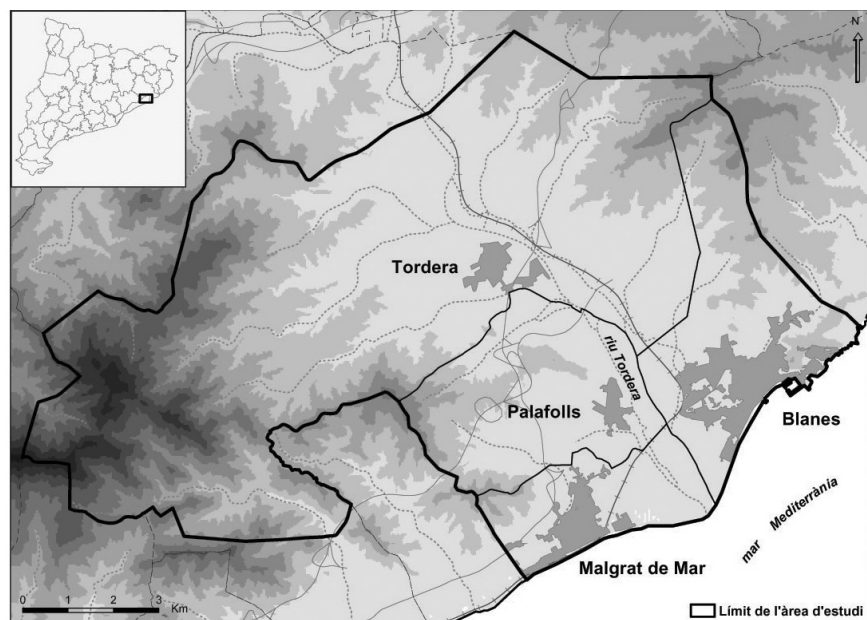 N
Tordera
riu Tordera
Palafolls
Blanes
mar Mediterrània
Malgrat de Mar
0 1 2 3
Km
Límit de l'àrea d'estudi